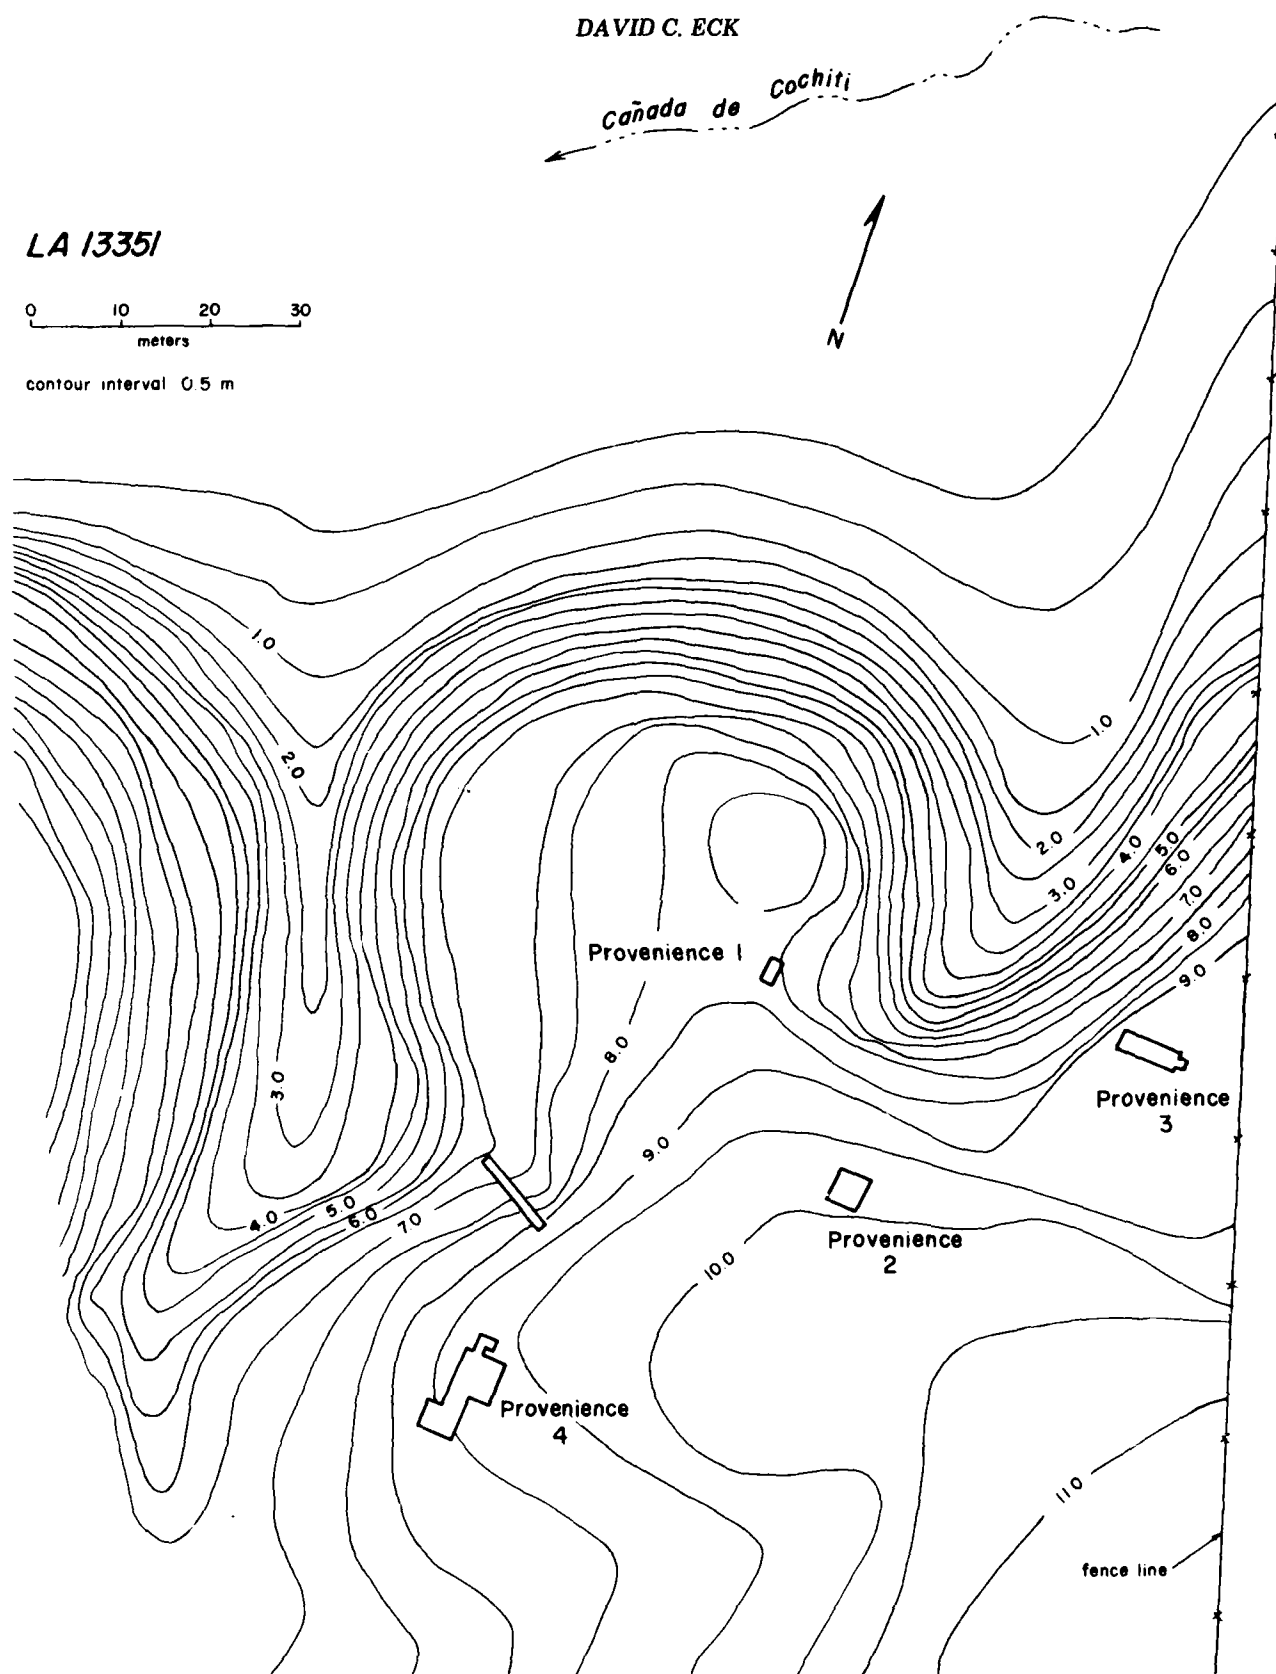 DAVID C. ECK
Cañada de Cochiti
LA 13351
0 10 20 30
meters
contour interval 0.5 m
N
1.0
2.0
1.0
2.0
4.0
5.0
6.0
3.0
7.0
8.0
9.0
Provenience 1
8.0
3.0
Provenience
3
9.0
4.0
5.0
6.0
7.0
10.0
Provenience
2
Provenience
4
11.0
fence line